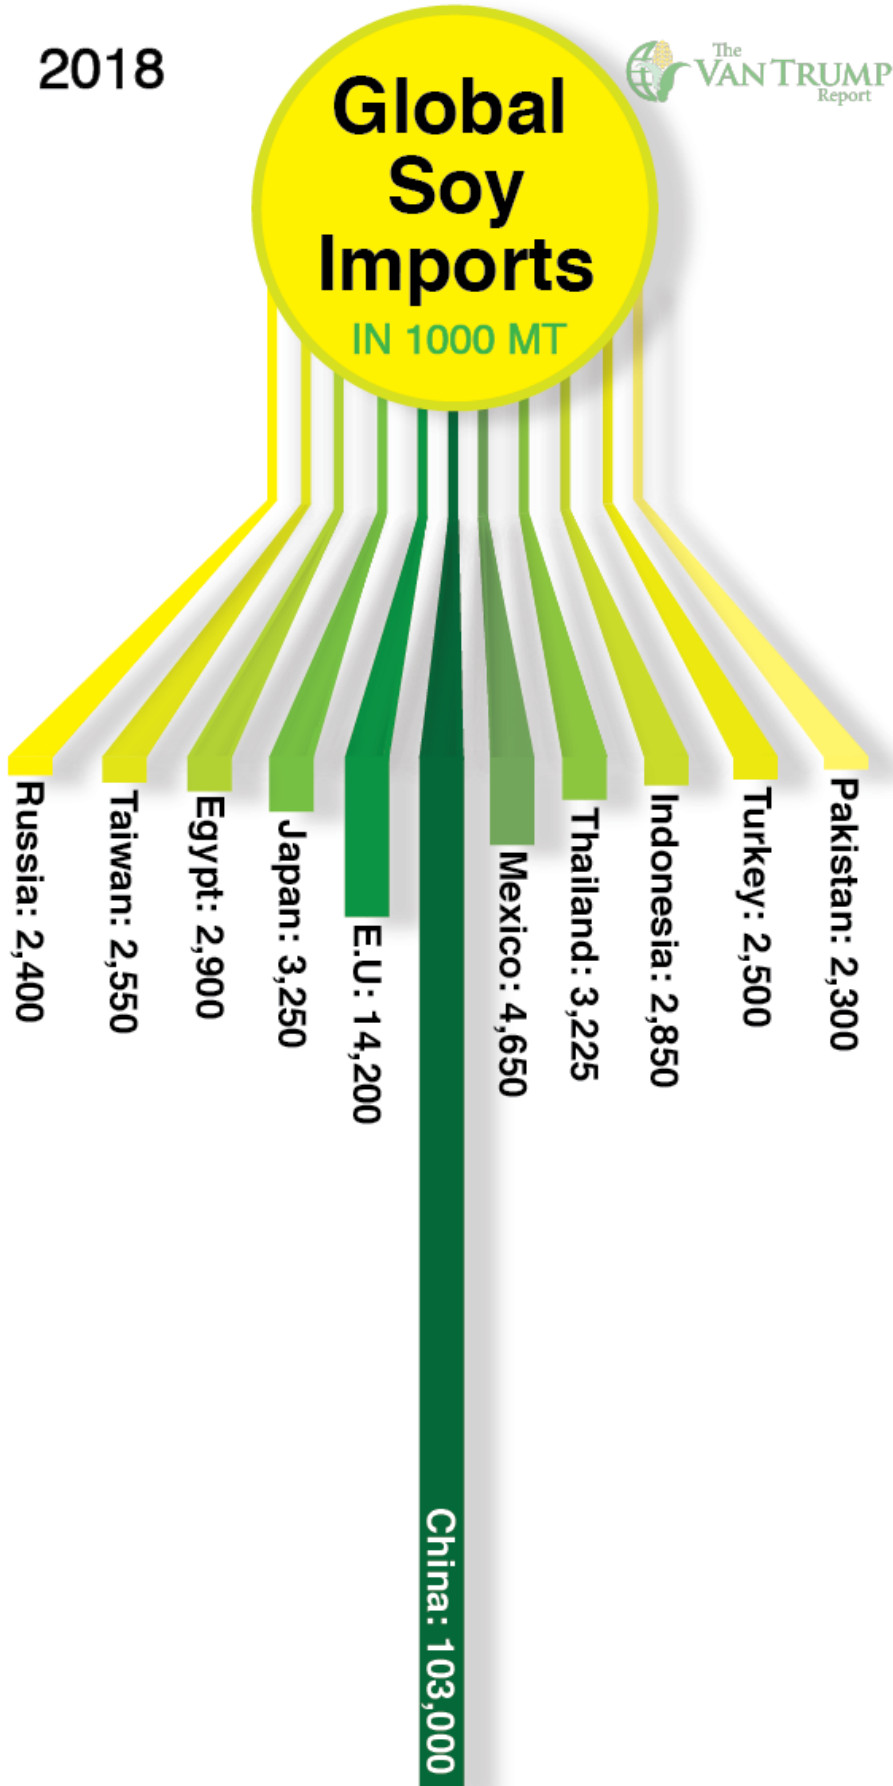 2018
The
VAN TRUMP
Report
Global
Soy
Imports
IN 1000 MT
Russia: 2,400
Taiwan: 2,550
Egypt: 2,900
Japan: 3,250
E.U: 14,200
China: 103,000
Mexico: 4,650
Thailand: 3,225
Indonesia: 2,850
Turkey: 2,500
Pakistan: 2,300